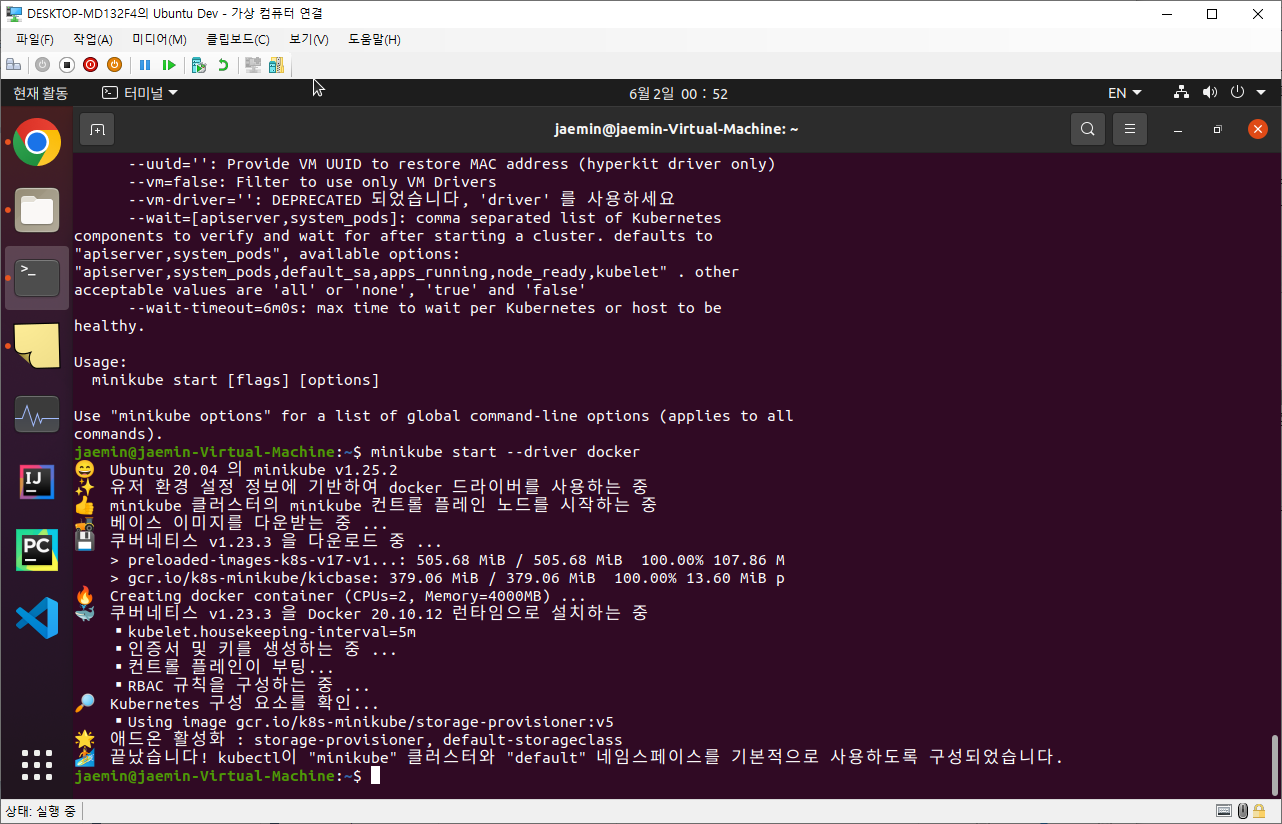 DESKTOP-MD132F4의 Ubuntu Dev - 가상 컴퓨터 연결
파일(F) 작업(A) 미디어(M) 클립보드(C) 보기(V) 도움말(H)
현재 활동 터미널 6월 2일 00 : 52 EN
jaemin@jaemin-Virtual-Machine: ~
--uuid='': Provide VM UUID to restore MAC address (hyperkit driver only)
--vm=false: Filter to use only VM Drivers
--vm-driver='': DEPRECATED 되었습니다, 'driver' 를 사용하세요
--wait=[apiserver,system_pods]: comma separated list of Kubernetes
components to verify and wait for after starting a cluster. defaults to
"apiserver,system_pods", available options:
"apiserver,system_pods,default_sa,apps_running,node_ready,kubelet" . other
acceptable values are 'all' or 'none', 'true' and 'false'
--wait-timeout=6m0s: max time to wait per Kubernetes or host to be
healthy.
Usage:
minikube start [flags] [options]
Use "minikube options" for a list of global command-line options (applies to all
commands).
jaemin@jaemin-Virtual-Machine:~$ minikube start --driver docker
😄 Ubuntu 20.04 의 minikube v1.25.2
✨ 유저 환경 설정 정보에 기반하여 docker 드라이버를 사용하는 중
👍 minikube 클러스터의 minikube 컨트롤 플레인 노드를 시작하는 중
🚜 베이스 이미지를 다운받는 중 ...
💾 쿠버네티스 v1.23.3 을 다운로드 중 ...
> preloaded-images-k8s-v17-v1...: 505.68 MiB / 505.68 MiB 100.00% 107.86 M
> gcr.io/k8s-minikube/kicbase: 379.06 MiB / 379.06 MiB 100.00% 13.60 MiB p
🔥 Creating docker container (CPUs=2, Memory=4000MB) ...
🐳 쿠버네티스 v1.23.3 을 Docker 20.10.12 런타임으로 설치하는 중
▪ kubelet.housekeeping-interval=5m
▪ 인증서 및 키를 생성하는 중 ...
▪ 컨트롤 플레인이 부팅...
▪ RBAC 규칙을 구성하는 중 ...
🔎 Kubernetes 구성 요소를 확인...
▪ Using image gcr.io/k8s-minikube/storage-provisioner:v5
🌟 애드온 활성화 : storage-provisioner, default-storageclass
🏄 끝났습니다! kubectl이 "minikube" 클러스터와 "default" 네임스페이스를 기본적으로 사용하도록 구성되었습니다.
jaemin@jaemin-Virtual-Machine:~$
IJ
PC
상태: 실행 중